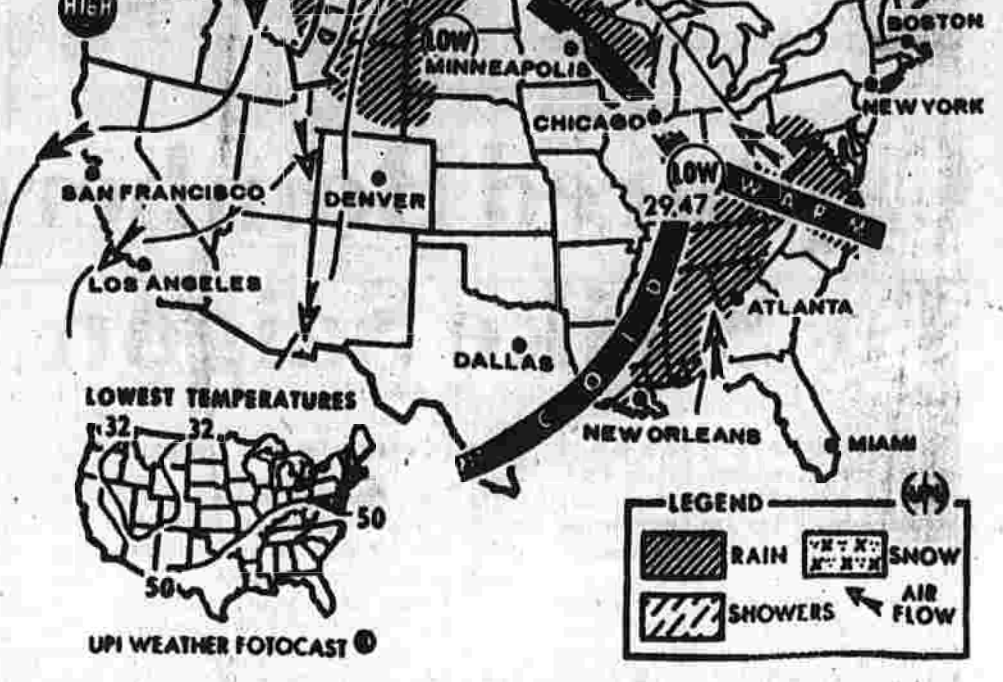 HIGH
BOSTON
LOW
MINNEAPOLIS
NEW YORK
CHICAGO
LOW
SAN FRANCISCO
DENVER
29.47
WARM
LOS ANGELES
ATLANTA
COLD
DALLAS
LOWEST TEMPERATURES
32 32
NEW ORLEANS
MIAMI
LEGEND
UPI
50
RAIN
SNOW
50
SHOWERS
AIR
FLOW
UPI WEATHER FOTOCAST ©